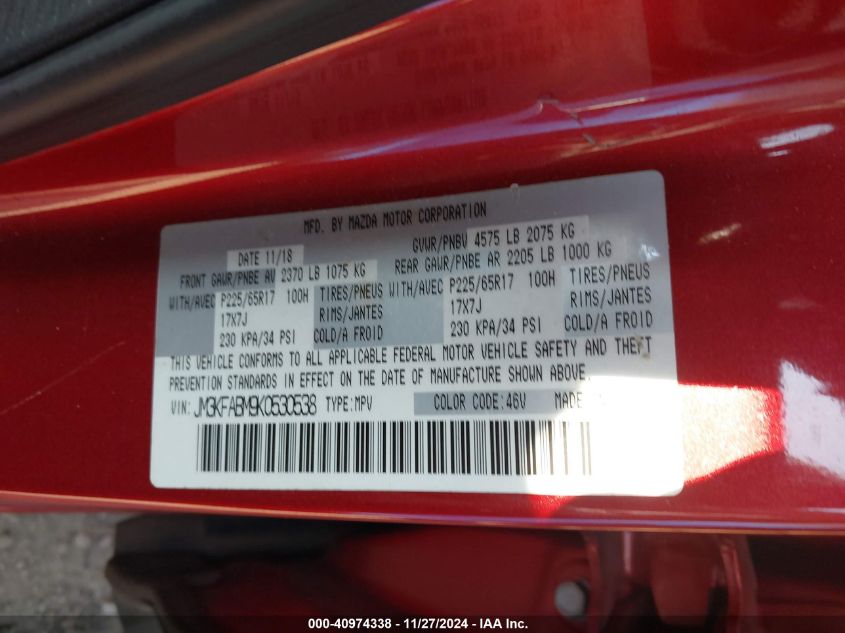 MFD. BY MAZDA MOTOR CORPORATION
DATE 11/18 GVWR/PNBV 4575 LB 2075 KG
FRONT GAWR/PNBE AV 2370 LB 1075 KG REAR GAWR/PNBE AR 2205 LB 1000 KG
WITH/AVEC P225/65R17 100H TIRES/PNEUS WITH/AVEC P225/65R17 100H TIRES/PNEUS
17X7J RIMS/JANTES 17X7J RIMS/JANTES
230 KPA/34 PSI COLD/A FROID 230 KPA/34 PSI COLD/A FROID
THIS VEHICLE CONFORMS TO ALL APPLICABLE FEDERAL MOTOR VEHICLE SAFETY AND THEFT
PREVENTION STANDARDS IN EFFECT ON THE DATE OF MANUFACTURE SHOWN ABOVE.
VIN: JM3KFABM9K0530538 TYPE:MPV COLOR CODE:46V MADE
000-40974338 - 11/27/2024 - IAA Inc.